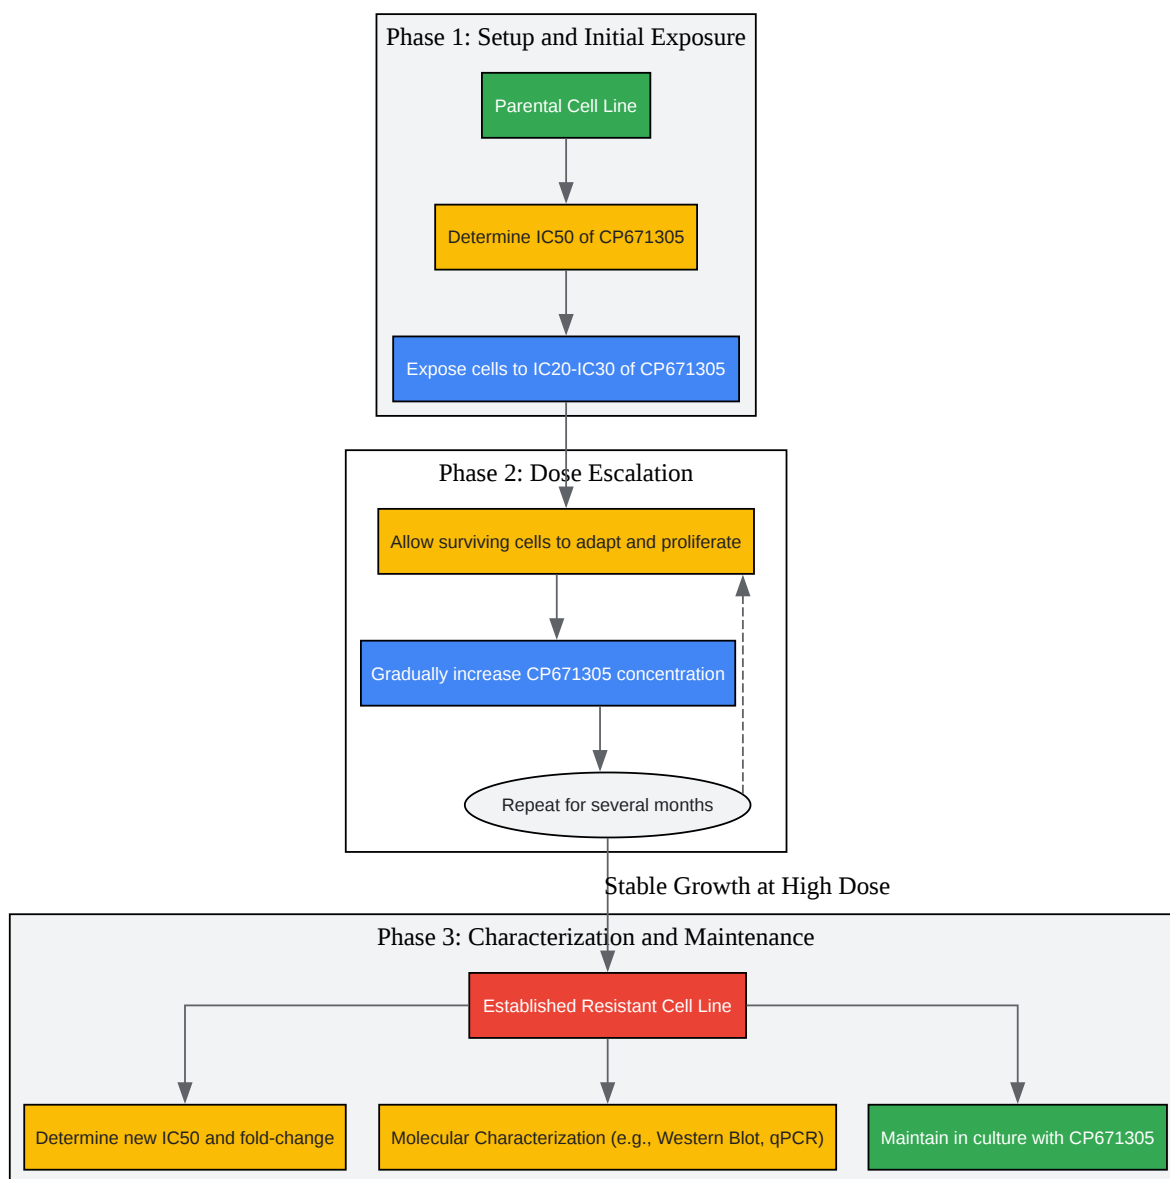 Phase 1: Setup and Initial Exposure
Parental Cell Line
Determine IC50 of CP671305
Expose cells to IC20-IC30 of CP671305
Phase 2: Dose Escalation
Allow surviving cells to adapt and proliferate
Gradually increase CP671305 concentration
Repeat for several months
Stable Growth at High Dose
Phase 3: Characterization and Maintenance
Established Resistant Cell Line
Determine new IC50 and fold-change
Molecular Characterization (e.g., Western Blot, qPCR)
Maintain in culture with CP671305